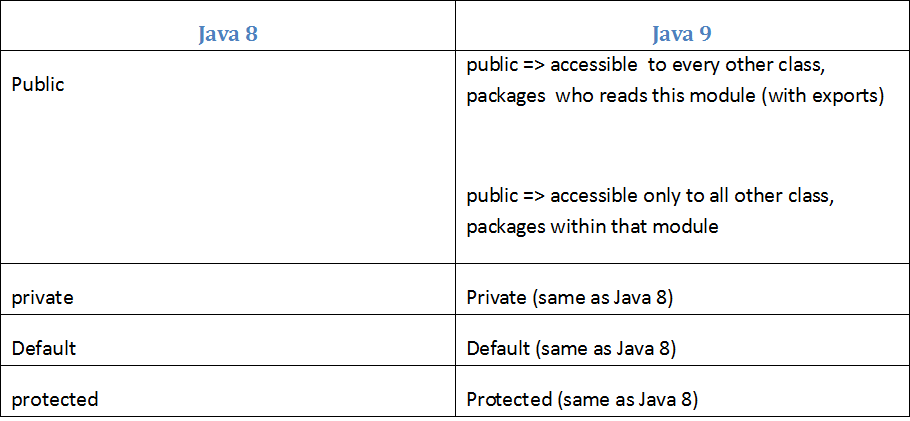 Java 8
Java 9
Public
public => accessible to every other class,
packages who reads this module (with exports)
public => accessible only to all other class,
packages within that module
private
Private (same as Java 8)
Default
Default (same as Java 8)
protected
Protected (same as Java 8)